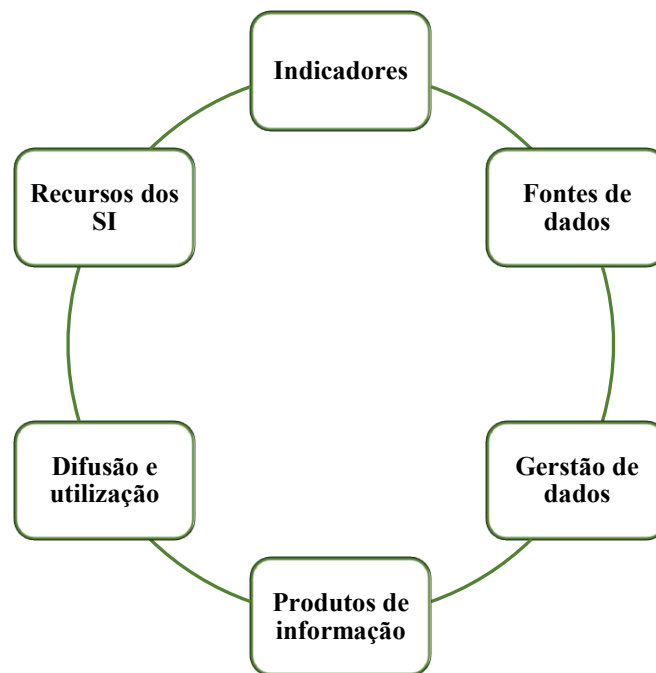 Indicadores
Fontes de
dados
Gerstão de
dados
Produtos de
informação
Difusão e
utilização
Recursos dos
SI